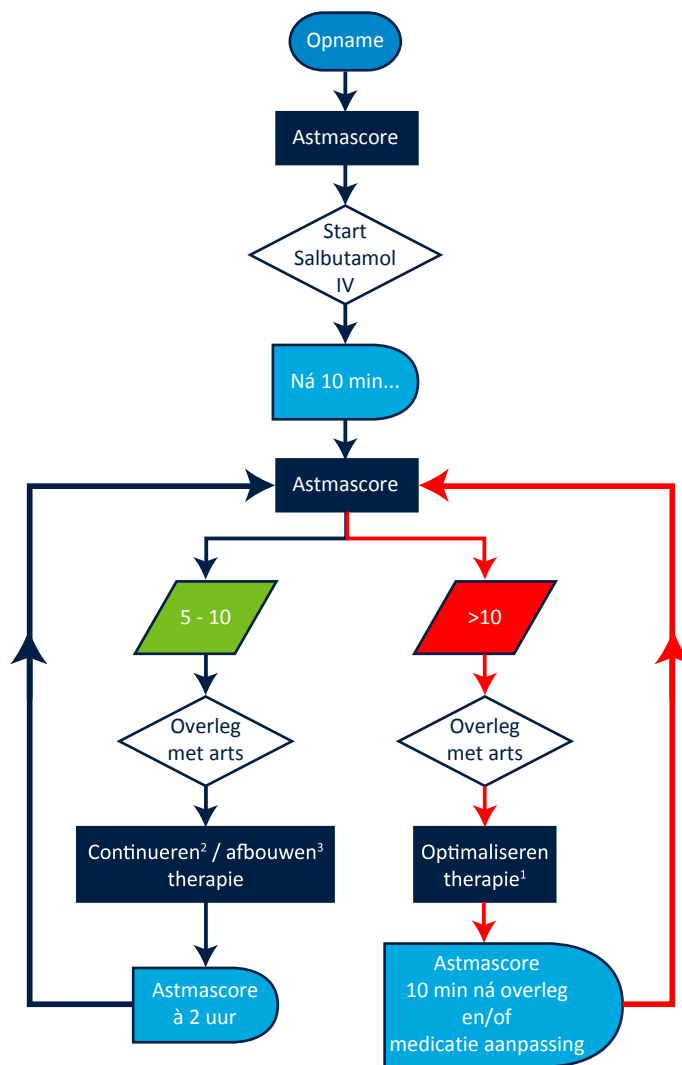 Opname
Astmascore
Start
Salbutamol
IV
Ná 10 min...
Astmascore
5 - 10
>10
Overleg
met arts
Overleg
met arts
Continueren² / afbouwen³
therapie
Optimaliseren
therapie¹
Astmascore
à 2 uur
Astmascore
10 min ná overleg
en/of
medicatie aanpassing